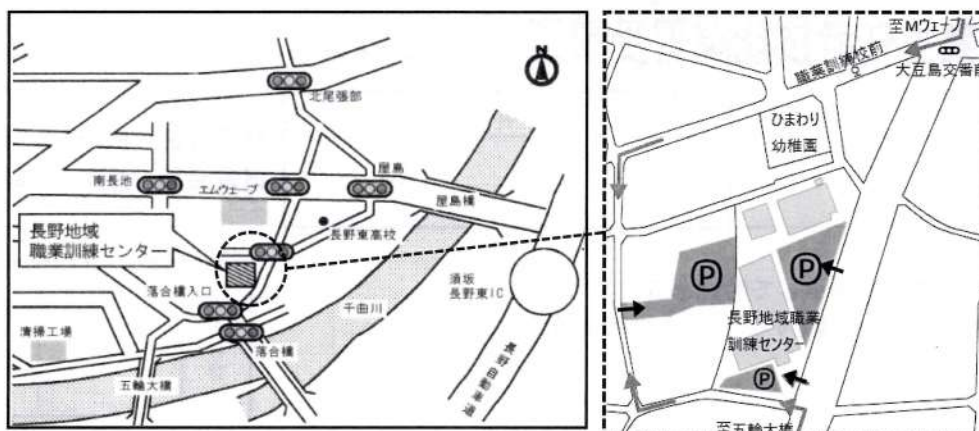 N
北尾張部
南長池
エムウェーブ
屋島
屋島橋
長野地域
職業訓練センター
長野東高校
落合橋入口
須坂
長野東IC
千曲川
清掃工場
落合橋
五輪大橋
長野自動車道
至Mウェーブ
職業訓練校前
大豆島交番前
ひまわり
幼稚園
P
P
長野地域職業
訓練センター
P
至五輪大橋